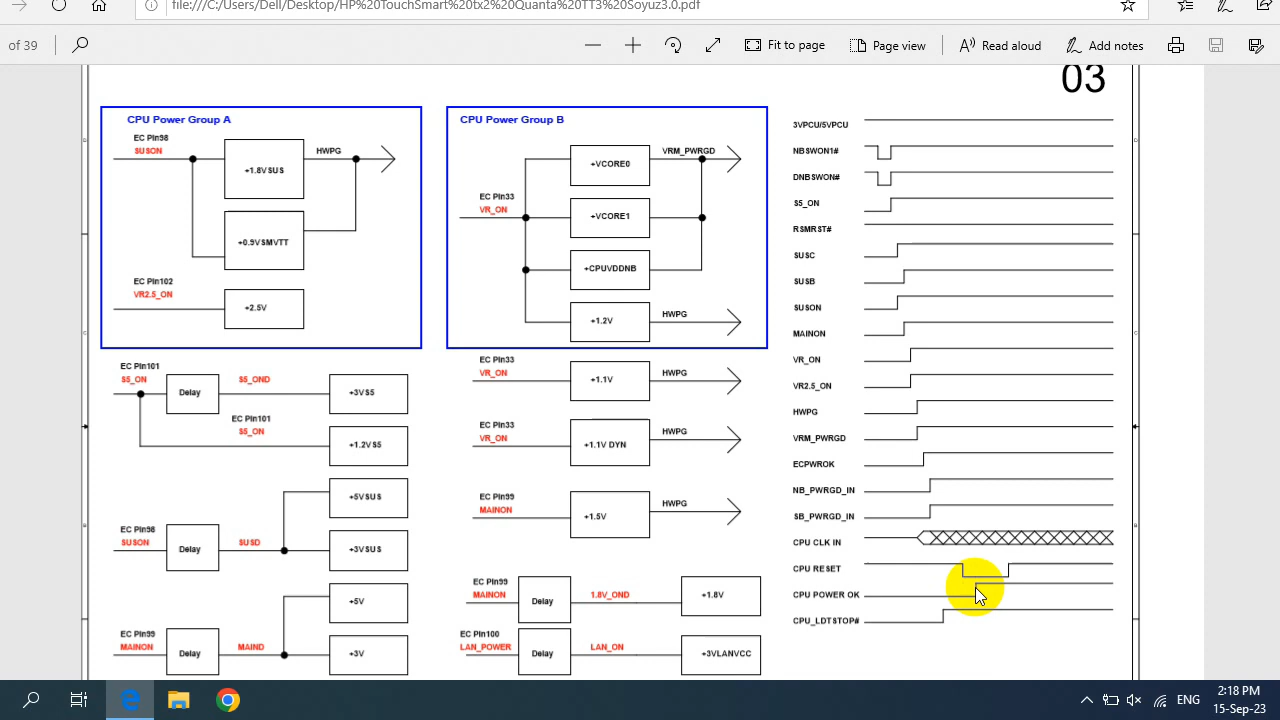 file:///C:/Users/Dell/Desktop/HP%20TouchSmart%20tx2%20Quanta%20TT3%20Soyuz3.0.pdf
of 39
Fit to page
Page view
Read aloud
Add notes
03
CPU Power Group A
EC Pin98
SUSON
HWPG
+1.8VSUS
+0.9VSMVTT
EC Pin102
VR2.5_ON
+2.5V
CPU Power Group B
VRM_PWRGD
+VCORE0
EC Pin33
VR_ON
+VCORE1
+CPUVDDNB
+1.2V
HWPG
EC Pin101
S5_ON
Delay
S5_OND
+3VS5
EC Pin101
S5_ON
+1.2VS5
+5VSUS
EC Pin98
SUSON
Delay
SUSD
+3VSUS
+5V
EC Pin99
MAINON
Delay
MAIND
+3V
EC Pin33
VR_ON
+1.1V
HWPG
EC Pin33
VR_ON
+1.1V DYN
HWPG
EC Pin99
MAINON
+1.5V
HWPG
EC Pin99
MAINON
Delay
1.8V_OND
+1.8V
EC Pin100
LAN_POWER
Delay
LAN_ON
+3VLANVCC
3VPCU/5VPCU
NBSWON1#
DNBSWON#
S5_ON
RSMRST#
SUSC
SUSB
SUSON
MAINON
VR_ON
VR2.5_ON
HWPG
VRM_PWRGD
ECPWROK
NB_PWRGD_IN
SB_PWRGD_IN
CPU CLK IN
CPU RESET
CPU POWER OK
CPU_LDTSTOP#
ENG
2:18 PM
15-Sep-23